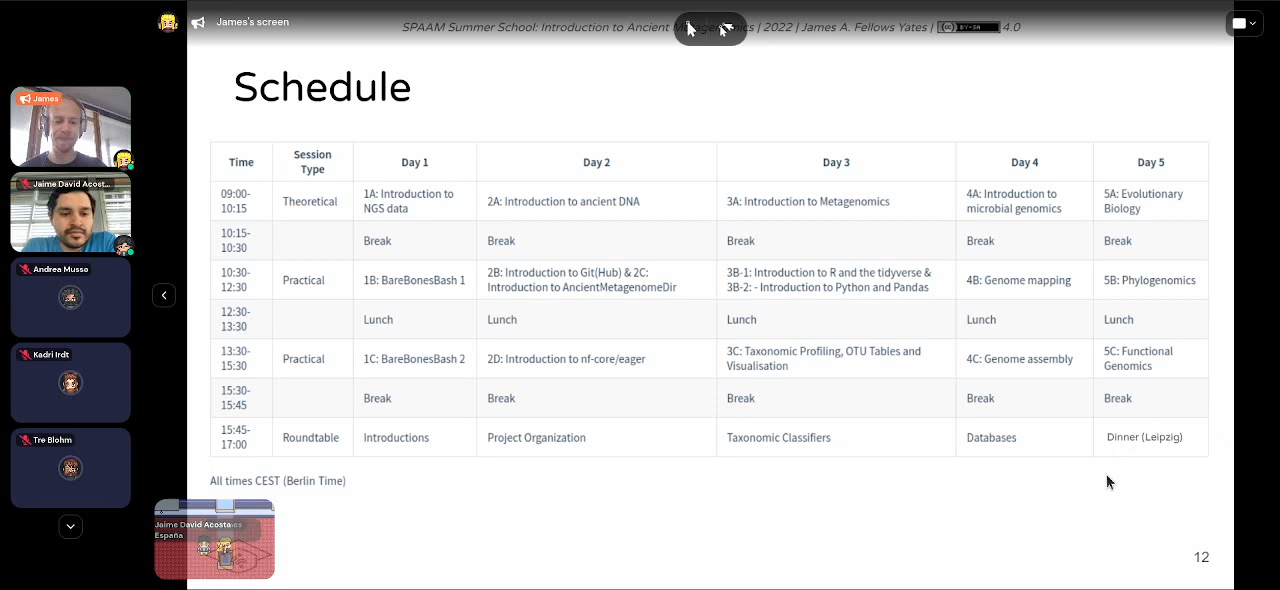 James's screen
SPAAM Summer School: Introduction to Ancient Metagenomics | 2022 | James A. Fellows Yates | CC BY-SA 4.0
James
Jaime David Acost...
Andrea Musso
Kadri Irdt
Tre Blohm
Schedule
Time Session Type Day 1 Day 2 Day 3 Day 4 Day 5
09:00-10:15 Theoretical 1A: Introduction to NGS data 2A: Introduction to ancient DNA 3A: Introduction to Metagenomics 4A: Introduction to microbial genomics 5A: Evolutionary Biology
10:15-10:30 Break Break Break Break Break
10:30-12:30 Practical 1B: BareBonesBash 1 2B: Introduction to Git(Hub) & 2C: Introduction to AncientMetagenomeDir 3B-1: Introduction to R and the tidyverse & 3B-2: - Introduction to Python and Pandas 4B: Genome mapping 5B: Phylogenomics
12:30-13:30 Lunch Lunch Lunch Lunch Lunch
13:30-15:30 Practical 1C: BareBonesBash 2 2D: Introduction to nf-core/eager 3C: Taxonomic Profiling, OTU Tables and Visualisation 4C: Genome assembly 5C: Functional Genomics
15:30-15:45 Break Break Break Break Break
15:45-17:00 Roundtable Introductions Project Organization Taxonomic Classifiers Databases Dinner (Leipzig)
All times CEST (Berlin Time)
Jaime David Acosta
España
12